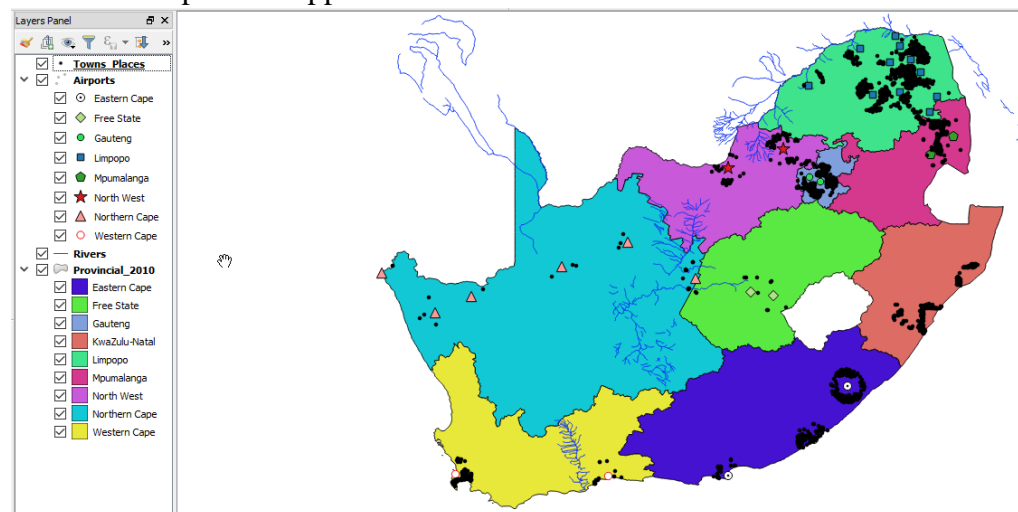 Layers Panel
Towns_Places
Airports
Eastern Cape
Free State
Gauteng
Limpopo
Mpumalanga
North West
Northern Cape
Western Cape
Rivers
Provincial_2010
Eastern Cape
Free State
Gauteng
KwaZulu-Natal
Limpopo
Mpumalanga
North West
Northern Cape
Western Cape